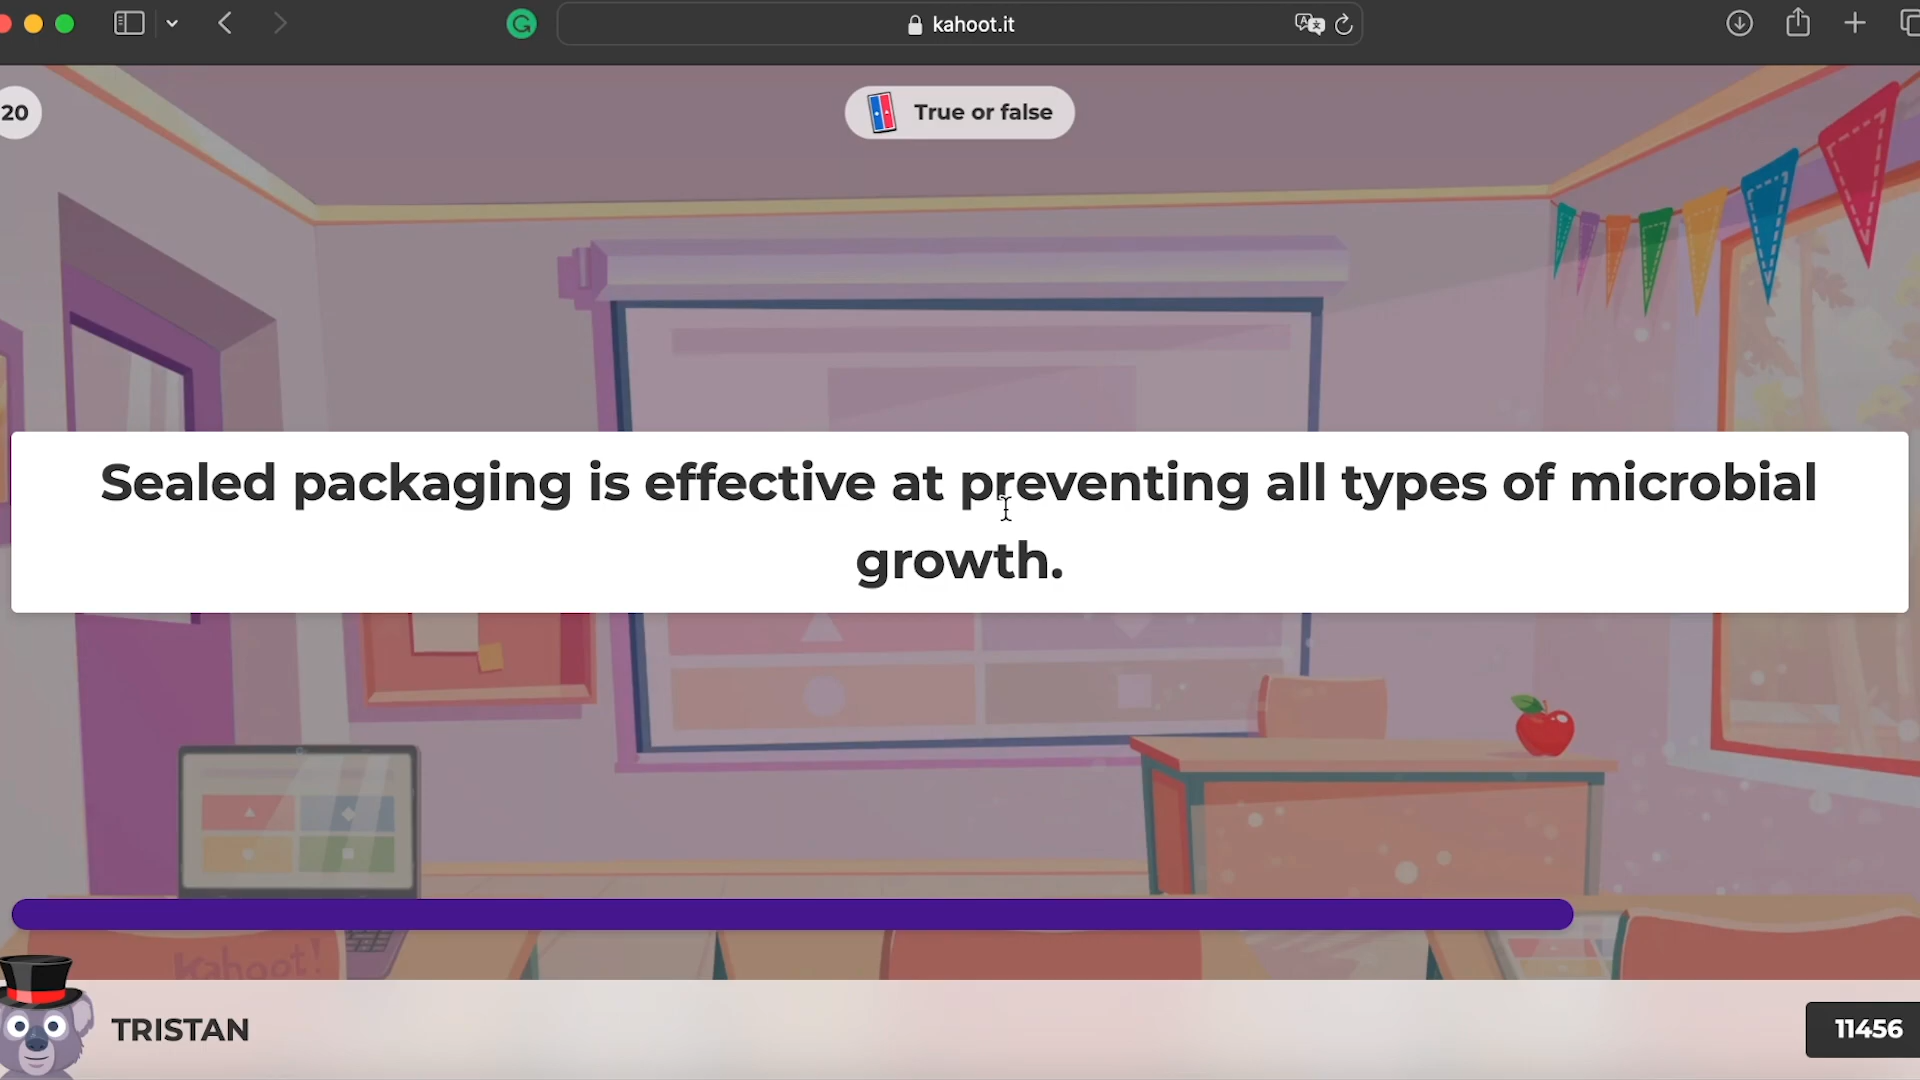 kahoot.it
20
True or false
Sealed packaging is effective at preventing all types of microbial
growth.
Kahoot!
TRISTAN
11456